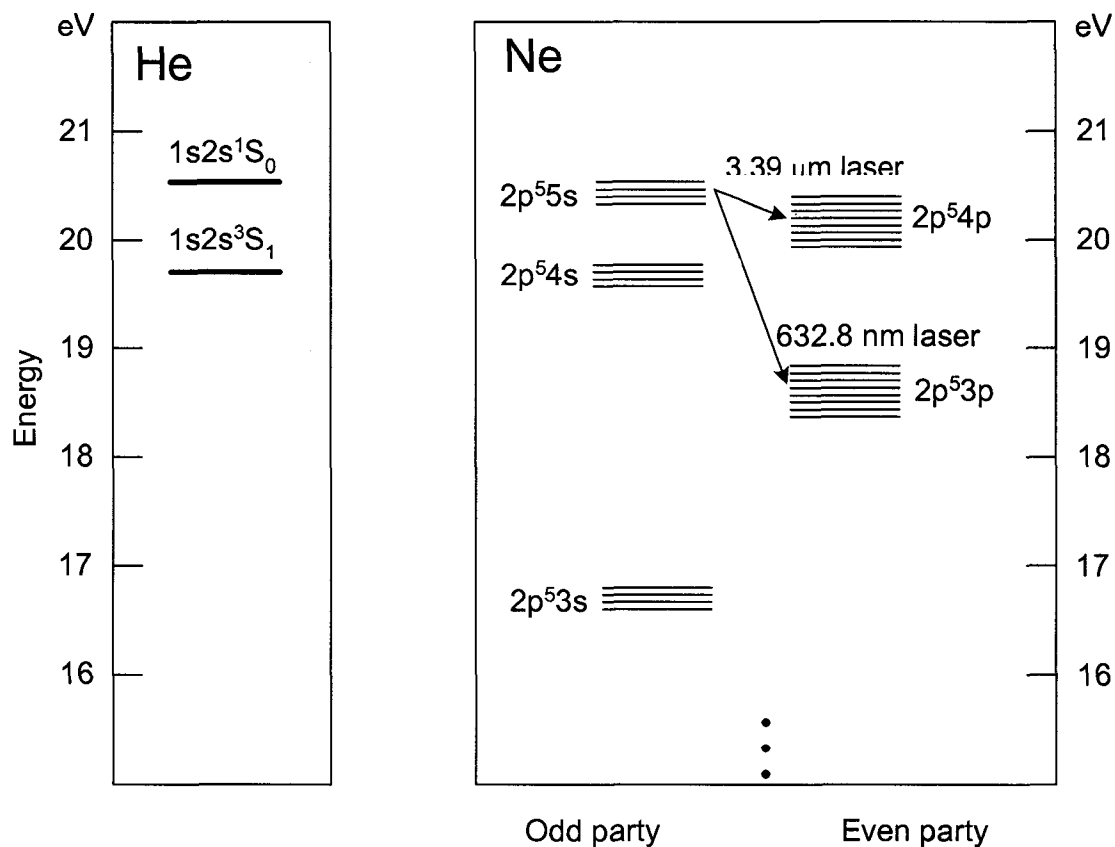 eV
eV
He
Ne
21
21
1s2s¹S₀
3.39 µm laser
2p⁵5s
2p⁵4p
20
20
1s2s³S₁
2p⁵4s
19
632.8 nm laser
19
2p⁵3p
Energy
18
18
17
17
2p⁵3s
16
16
Odd party
Even party